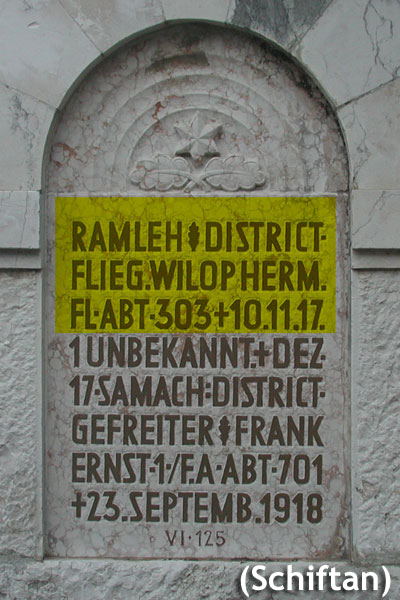 RAMLEH DISTRICT·
FLIEG. WILOP HERM.
FL·ABT·303+10.11.17.
1 UNBEKANNT·+DEZ·
17·SAMACH:DISTRICT·
GEFREITER FRANK
ERNST·1·/F.A·ABT·701
+23.SEPTEMB.1918
VI·125
(Schiftan)